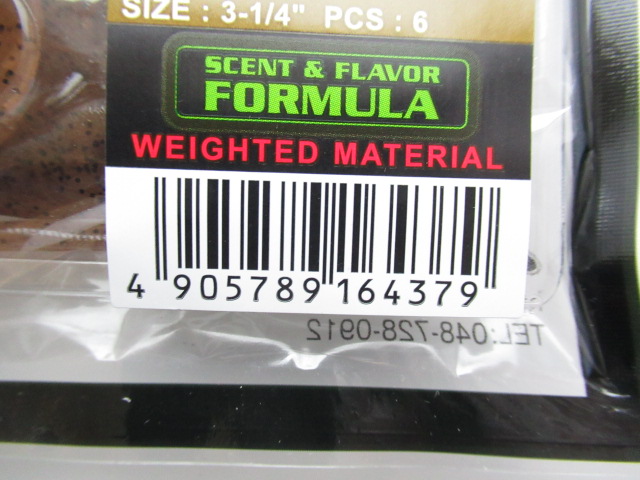 SIZE : 3-1/4" PCS : 6
SCENT & FLAVOR
FORMULA
WEIGHTED MATERIAL
4 905789 164379
TEL:048-728-0912